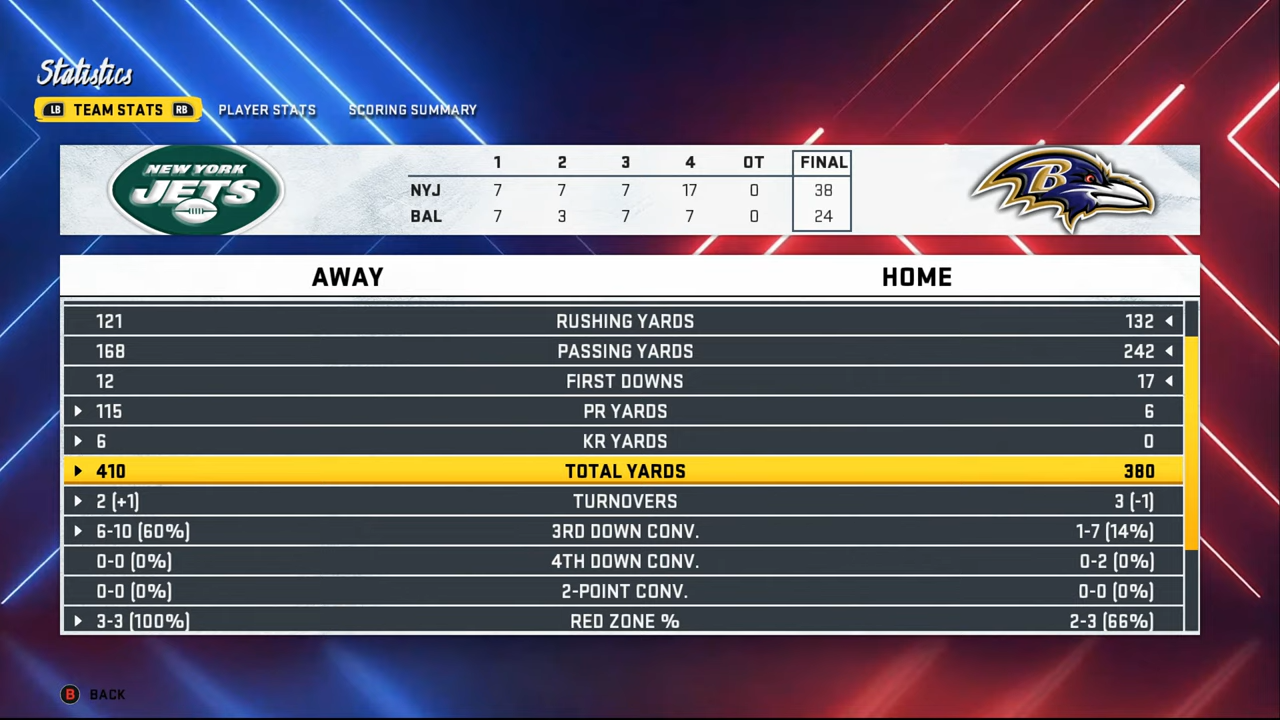 Statistics
LB TEAM STATS RB PLAYER STATS SCORING SUMMARY
NEW YORK
JETS
1 2 3 4 OT FINAL
NYJ 7 7 7 17 0 38
BAL 7 3 7 7 0 24
B
AWAY HOME
121 RUSHING YARDS 132
168 PASSING YARDS 242
12 FIRST DOWNS 17
115 PR YARDS 6
6 KR YARDS 0
410 TOTAL YARDS 380
2 (+1) TURNOVERS 3 (-1)
6-10 (60%) 3RD DOWN CONV. 1-7 (14%)
0-0 (0%) 4TH DOWN CONV. 0-2 (0%)
0-0 (0%) 2-POINT CONV. 0-0 (0%)
3-3 (100%) RED ZONE % 2-3 (66%)
B BACK